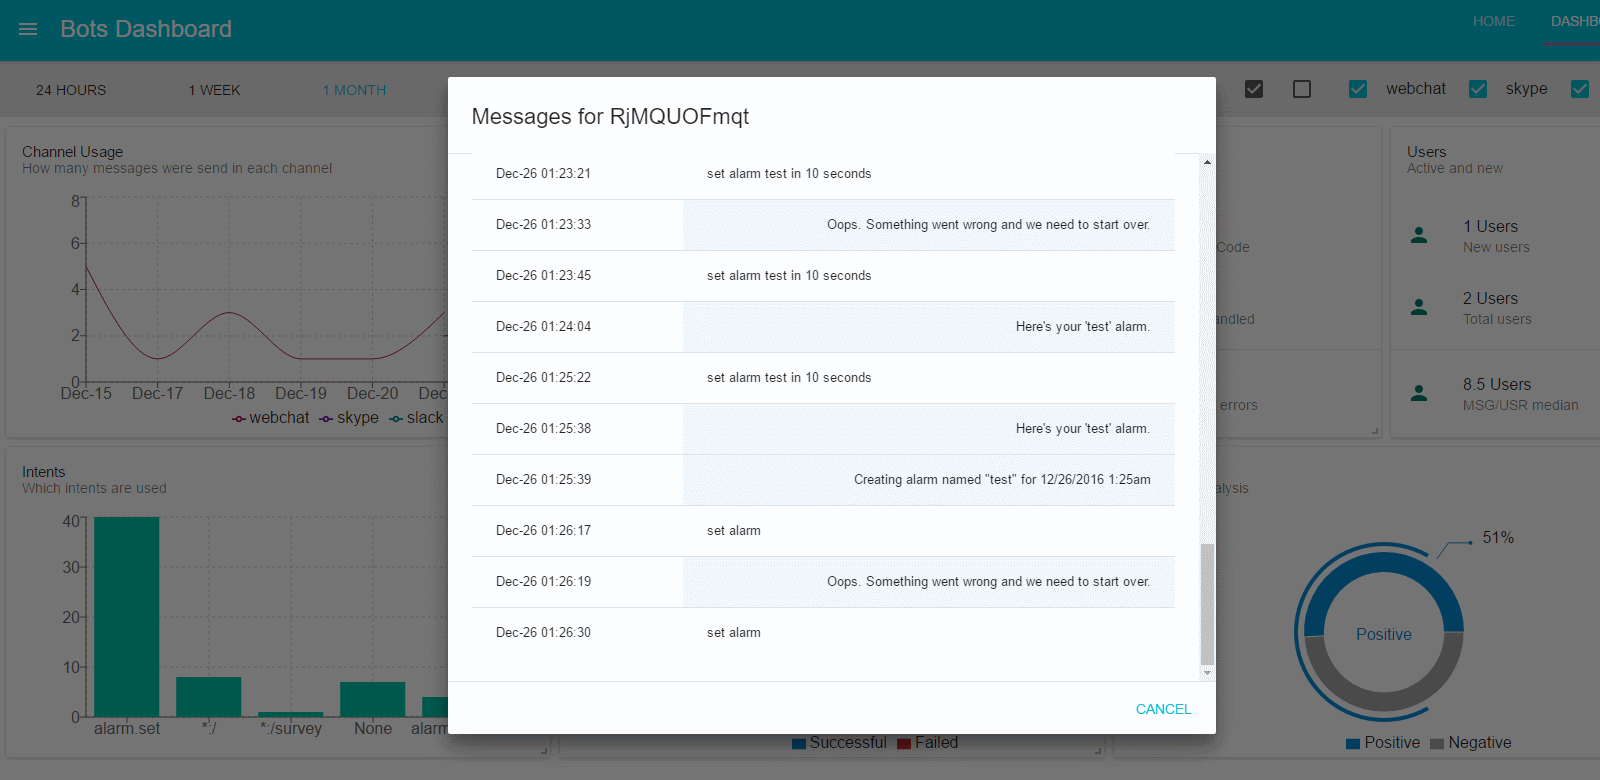 Bots Dashboard
HOME
DASHB
24 HOURS
1 WEEK
1 MONTH
webchat
skype
Channel Usage
How many messages were send in each channel
8
6
4
2
0
Dec-15
Dec-17
Dec-18
Dec-19
Dec-20
Dec
webchat
skype
slack
Messages for RjMQUOFmqt
Dec-26 01:23:21 set alarm test in 10 seconds
Dec-26 01:23:33 Oops. Something went wrong and we need to start over.
Dec-26 01:23:45 set alarm test in 10 seconds
Dec-26 01:24:04 Here's your 'test' alarm.
Dec-26 01:25:22 set alarm test in 10 seconds
Dec-26 01:25:38 Here's your 'test' alarm.
Dec-26 01:25:39 Creating alarm named "test" for 12/26/2016 1:25am
Dec-26 01:26:17 set alarm
Dec-26 01:26:19 Oops. Something went wrong and we need to start over.
Dec-26 01:26:30 set alarm
CANCEL
Code
andled
errors
Users
Active and new
1 Users
New users
2 Users
Total users
8.5 Users
MSG/USR median
Intents
Which intents are used
40
30
20
10
0
alarm.set
*:/
*:/survey
None
alarm
Successful
Failed
alysis
51%
Positive
Positive
Negative